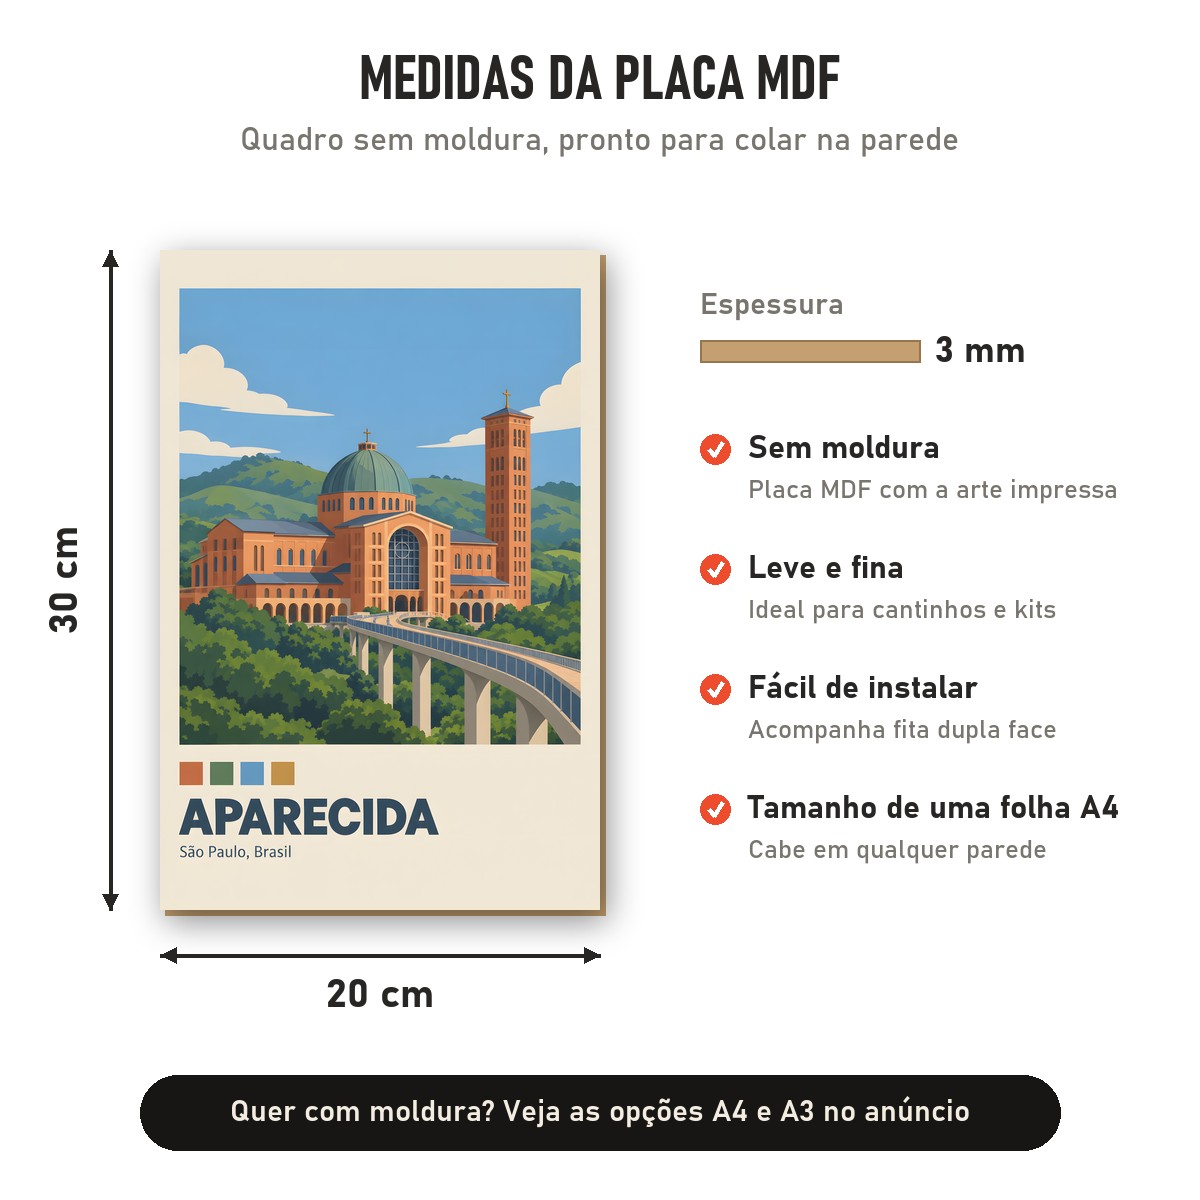 MEDIDAS DA PLACA MDF
Quadro sem moldura, pronto para colar na parede
30 cm
APARECIDA
São Paulo, Brasil
20 cm
Espessura
3 mm
Sem moldura
Placa MDF com a arte impressa
Leve e fina
Ideal para cantinhos e kits
Fácil de instalar
Acompanha fita dupla face
Tamanho de uma folha A4
Cabe em qualquer parede
Quer com moldura? Veja as opções A4 e A3 no anúncio